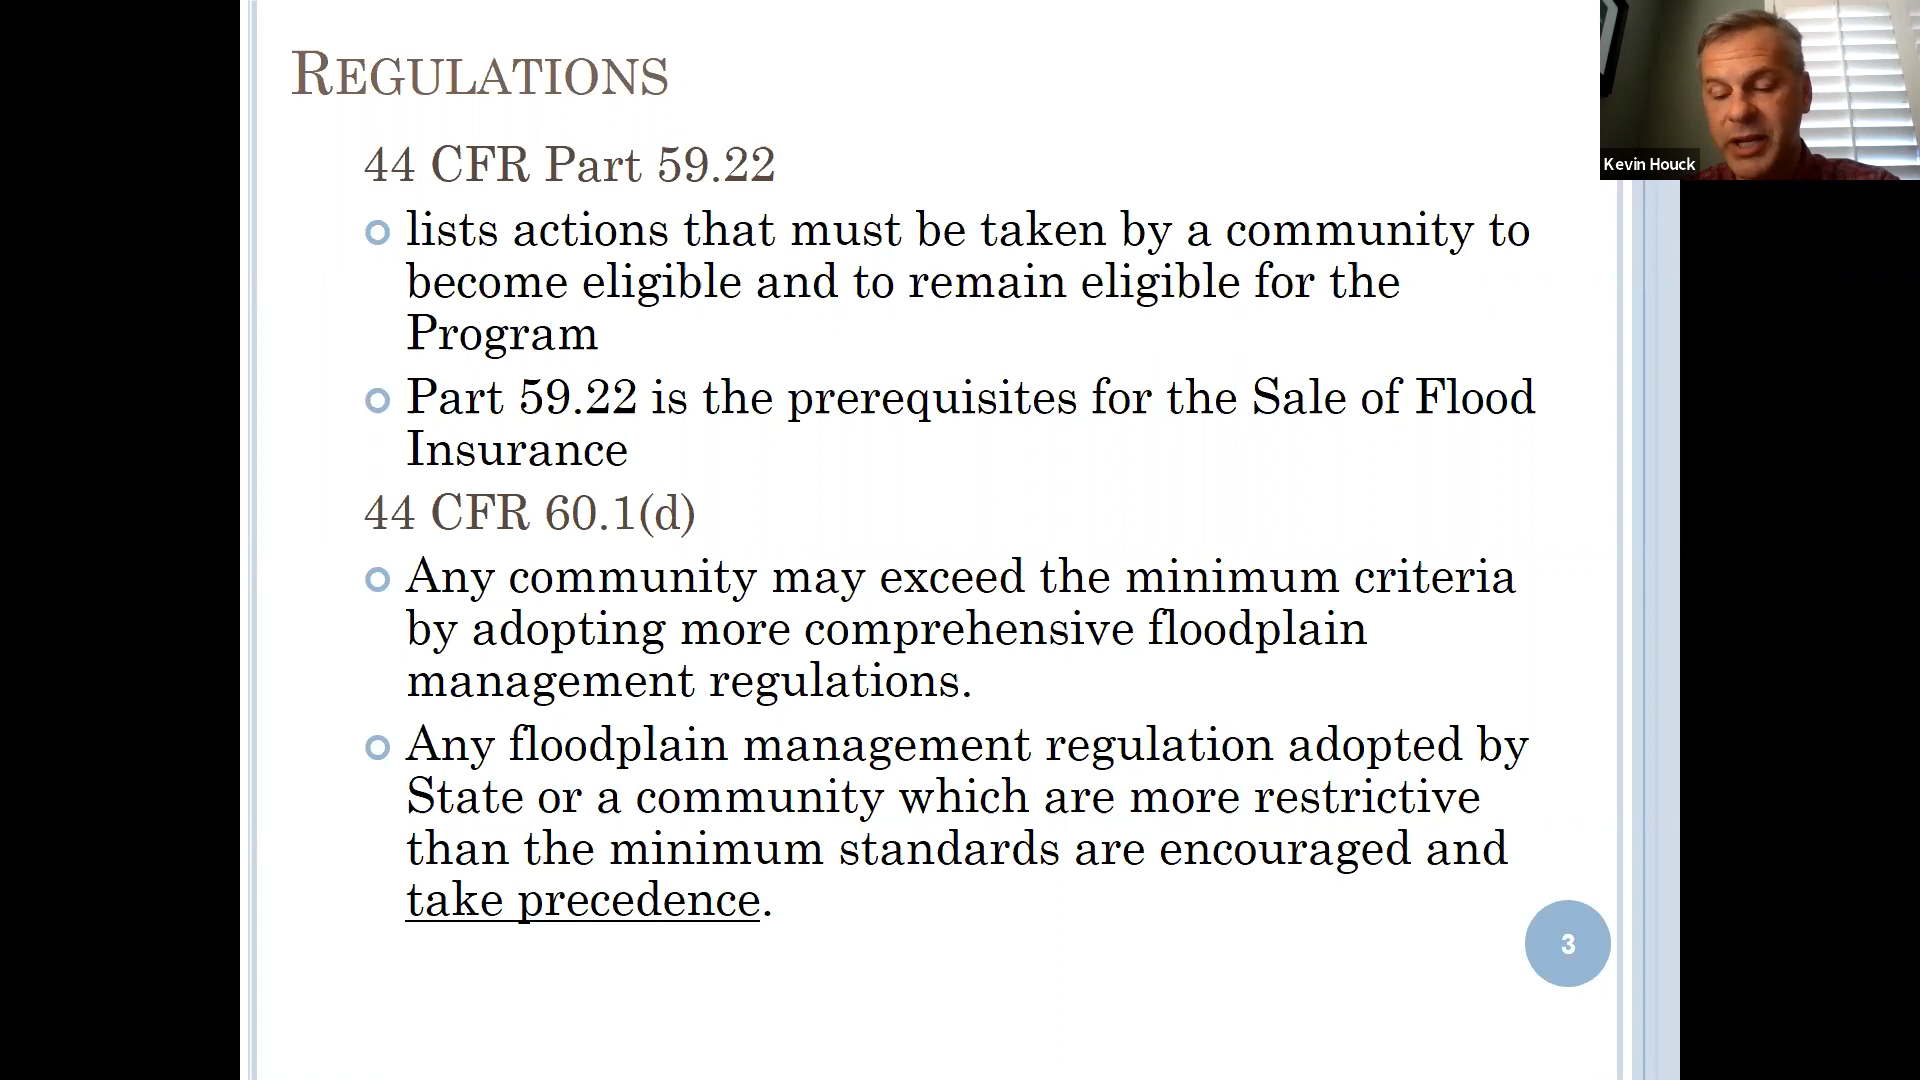 REGULATIONS
44 CFR Part 59.22
lists actions that must be taken by a community to
become eligible and to remain eligible for the
Program
Part 59.22 is the prerequisites for the Sale of Flood
Insurance
44 CFR 60.1(d)
Any community may exceed the minimum criteria
by adopting more comprehensive floodplain
management regulations.
Any floodplain management regulation adopted by
State or a community which are more restrictive
than the minimum standards are encouraged and
take precedence.
3
Kevin Houck